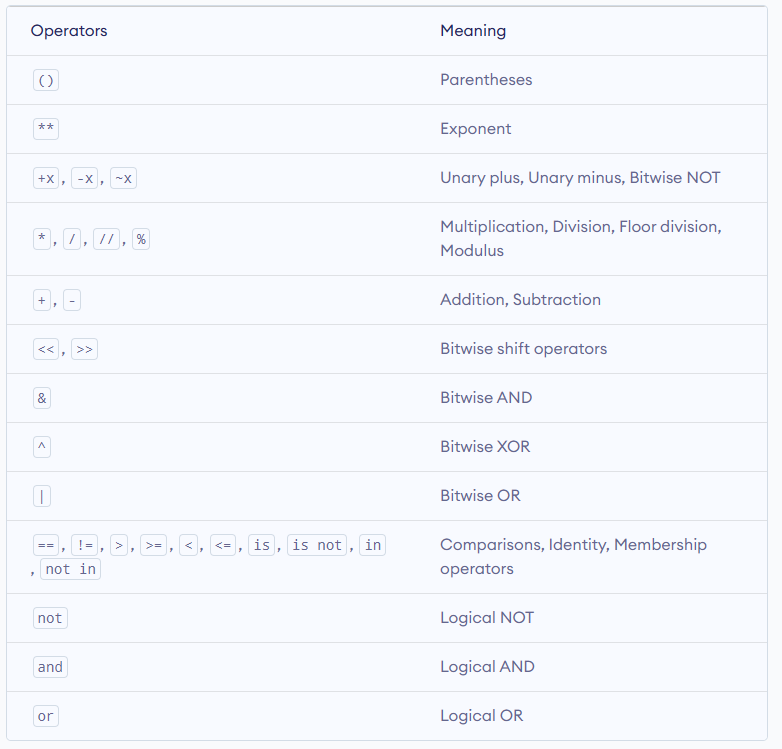 Operators Meaning
() Parentheses
** Exponent
+x, -x, ~x Unary plus, Unary minus, Bitwise NOT
*, /, //, % Multiplication, Division, Floor division,
Modulus
+, - Addition, Subtraction
<<, >> Bitwise shift operators
& Bitwise AND
^ Bitwise XOR
| Bitwise OR
==, !=, >, >=, <, <=, is, is not, in Comparisons, Identity, Membership
, not in operators
not Logical NOT
and Logical AND
or Logical OR